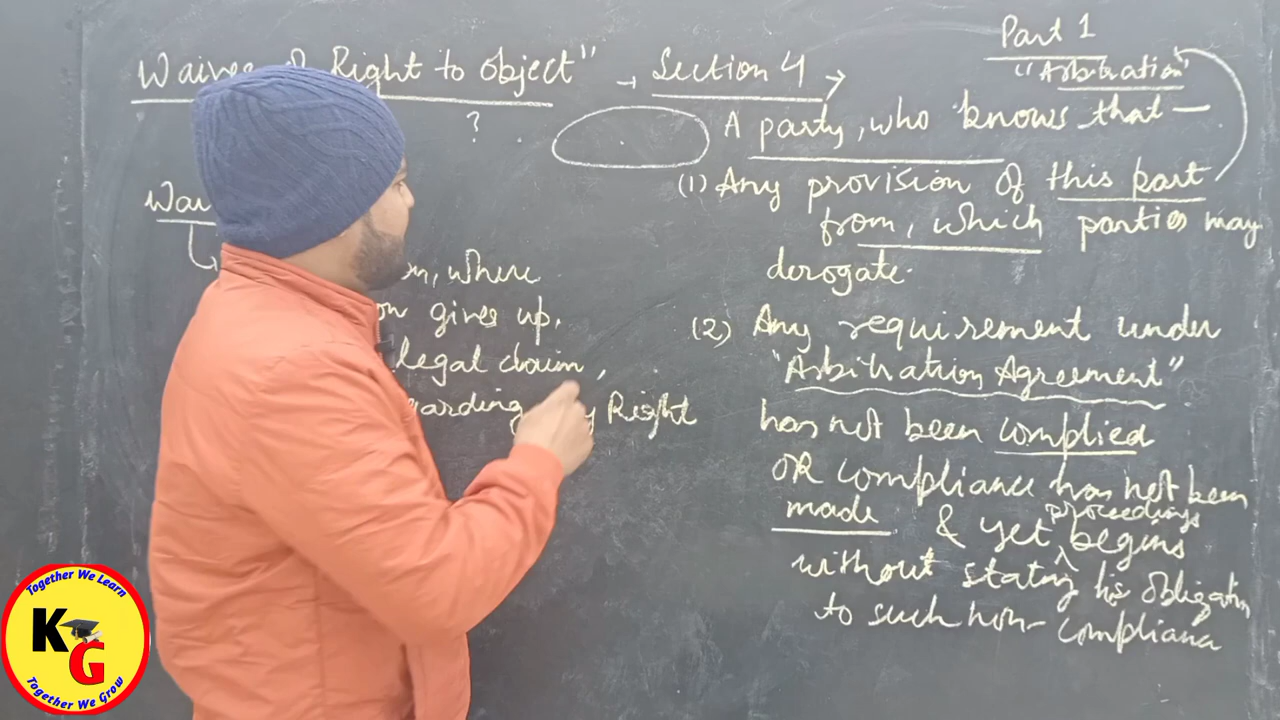 Waiver of Right to object" → Section 4 →
?
Part 1
"Arbitration"
A party, who knows that —
(1) Any provision of this part
from, which parties may
derogate.
(2) Any requirement under
"Arbitration Agreement"
has not been complied
OR compliance has not been
made & yet proceedings begins
without stating his obligation
to such non-compliance
Wai
where
gives up,
legal claim,
Right
Together We Learn
KG
Together We Grow